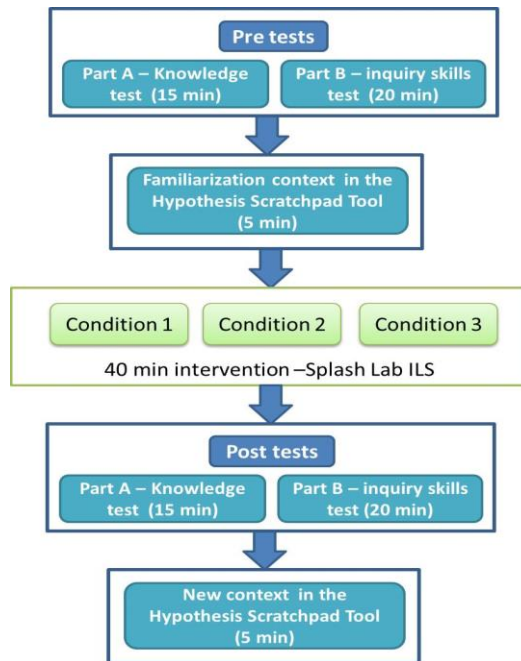 Pre tests
Part A – Knowledge
test (15 min)
Part B – inquiry skills
test (20 min)
Familiarization context in the
Hypothesis Scratchpad Tool
(5 min)
Condition 1
Condition 2
Condition 3
40 min intervention –Splash Lab ILS
Post tests
Part A – Knowledge
test (15 min)
Part B – inquiry skills
test (20 min)
New context in the
Hypothesis Scratchpad Tool
(5 min)